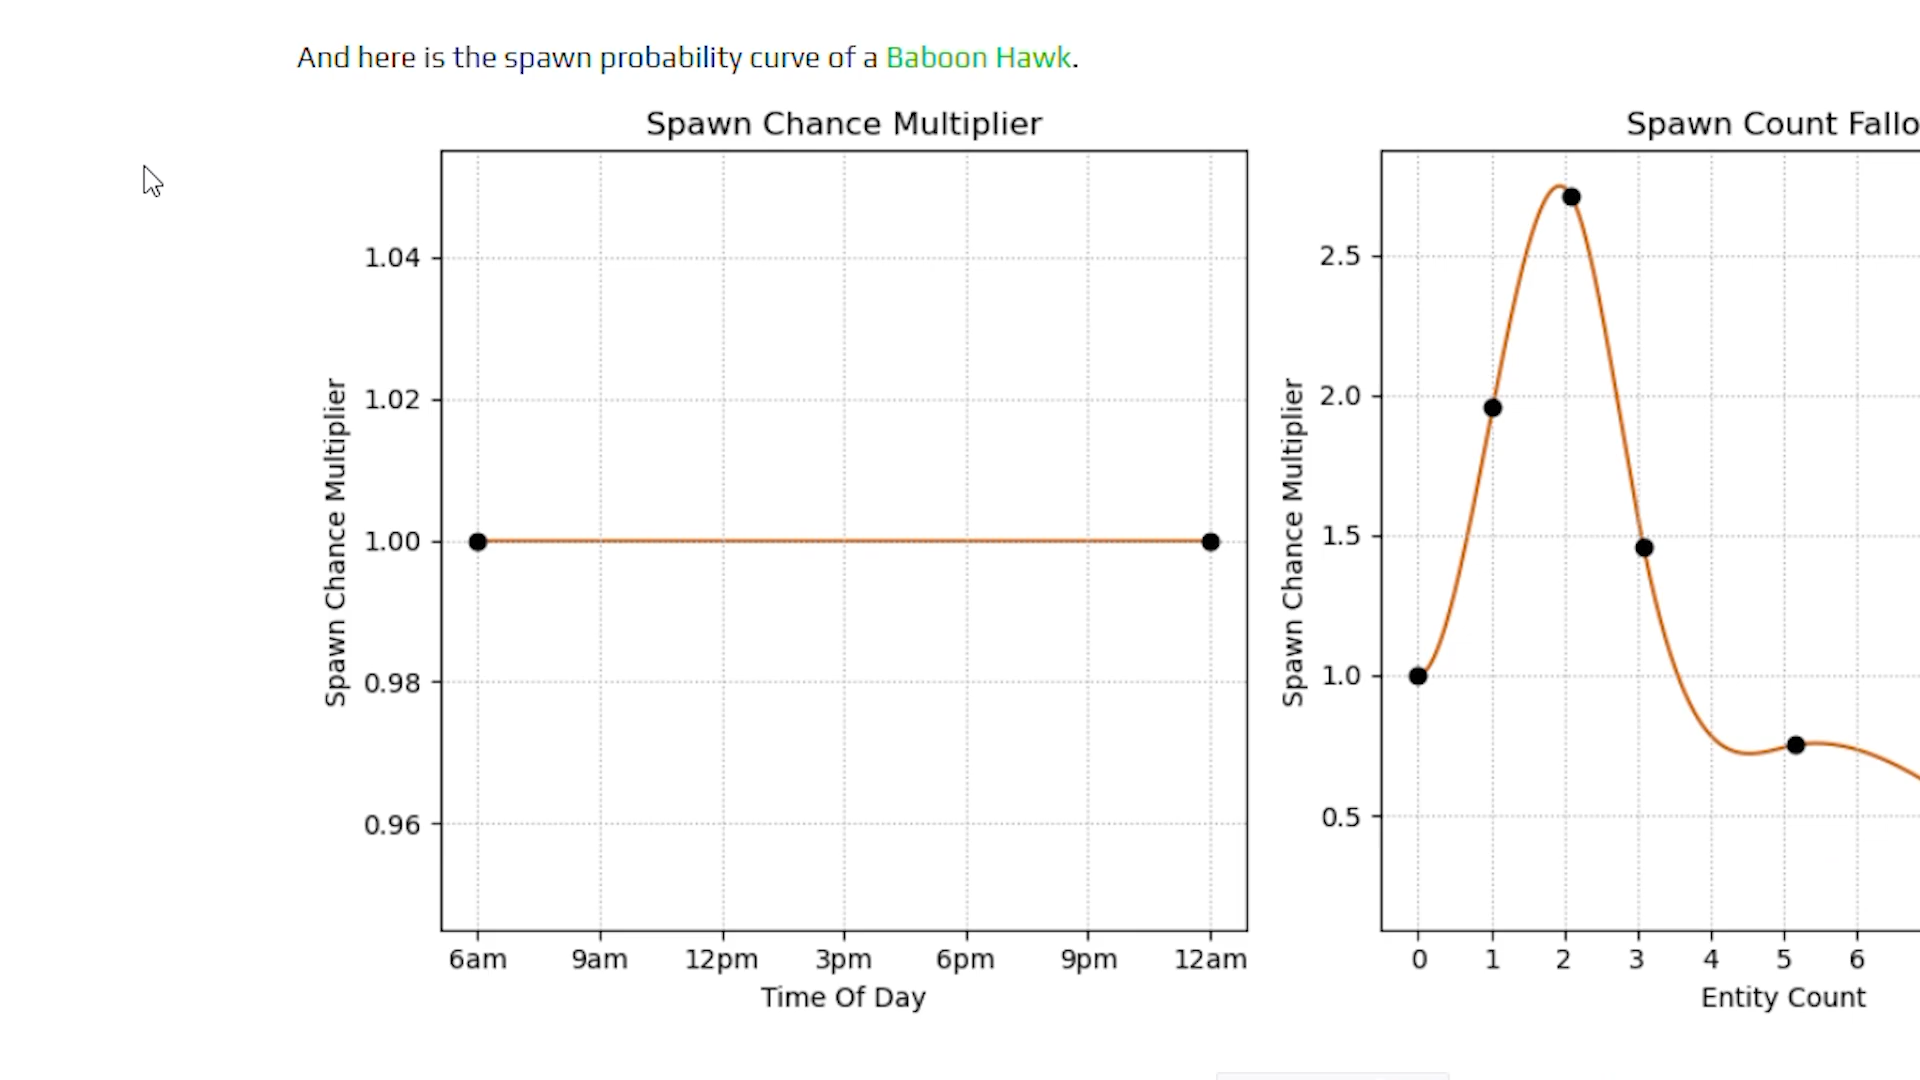 And here is the spawn probability curve of a Baboon Hawk.
Spawn Chance Multiplier
Spawn Chance Multiplier
1.04
1.02
1.00
0.98
0.96
6am 9am 12pm 3pm 6pm 9pm 12am
Time Of Day
Spawn Count Fallo
Spawn Chance Multiplier
2.5
2.0
1.5
1.0
0.5
0 1 2 3 4 5 6
Entity Count